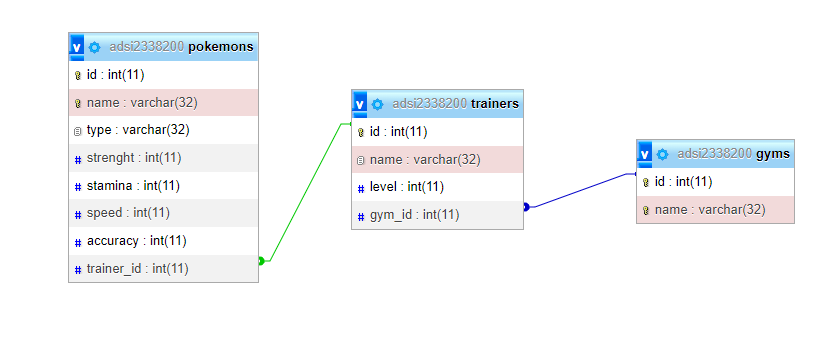 v adsi2338200 pokemons
id : int(11)
name : varchar(32)
type : varchar(32)
# strenght : int(11)
# stamina : int(11)
# speed : int(11)
# accuracy : int(11)
# trainer_id : int(11)
v adsi2338200 trainers
id : int(11)
name : varchar(32)
# level : int(11)
# gym_id : int(11)
v adsi2338200 gyms
id : int(11)
name : varchar(32)